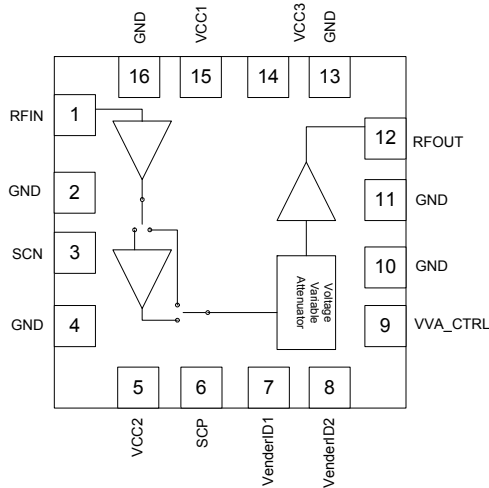 GND
VCC1
VCC3
GND
16
15
14
13
RFIN
1
12
RFOUT
GND
2
11
GND
SCN
3
10
GND
GND
4
9
VVA_CTRL
Voltage
Variable
Attenuator
5
6
7
8
VCC2
SCP
VenderID1
VenderID2